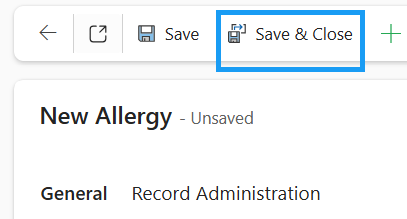 Save Save & Close
New Allergy - Unsaved
General Record Administration